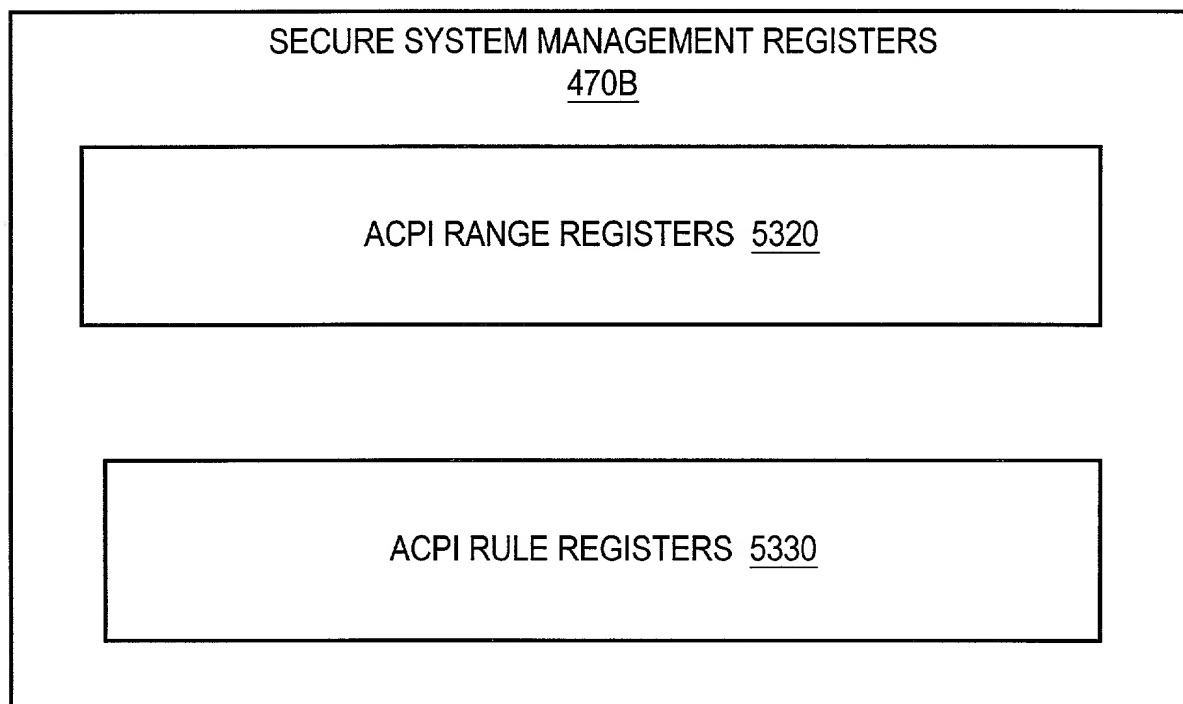 SECURE SYSTEM MANAGEMENT REGISTERS
470B
ACPI RANGE REGISTERS 5320
ACPI RULE REGISTERS 5330